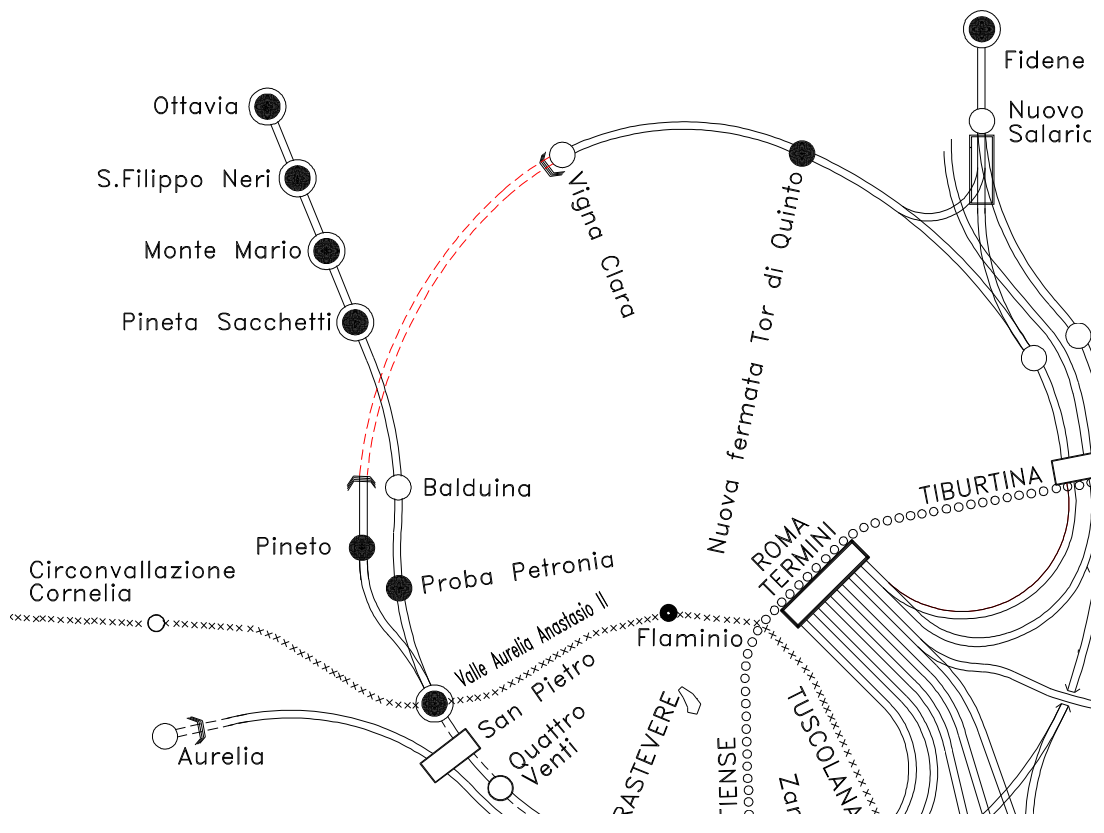 Fidene
Nuovo
Ottavia
S.Filippo Neri
Monte Mario
Vigna Clara
Nuova fermata Tor di Quinto
Pineta Sacchetti
Balduina
TIBURTINA
Pineto
ROMA
TERMINI
Circonvallazione
Cornelia
Proba Petronia
Valle Aurelia Anastasio II
Flaminio
San Pietro
Quattro
Venti
Aurelia
TUSCOLANA